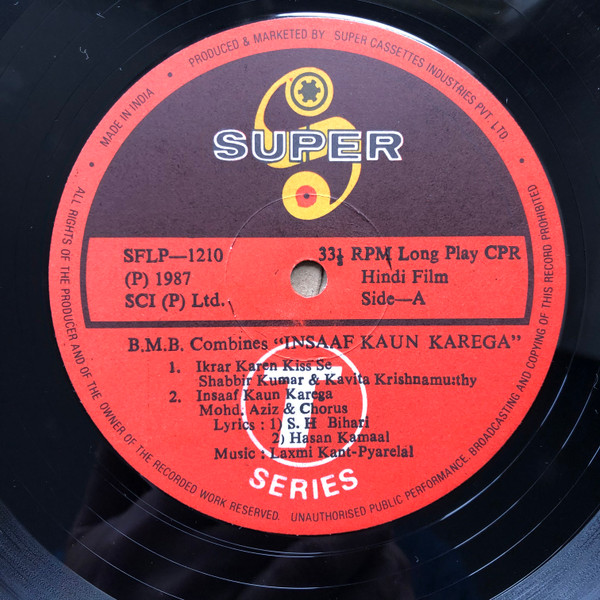 PRODUCED & MARKETED BY SUPER CASSETTES INDUSTRIES PVT. LTD
MADE IN INDIA
SUPER
SFLP—1210
33⅓ RPM Long Play CPR
(P) 1987
Hindi Film
SCI (P) Ltd.
Side—A
B.M.B. Combines "INSAAF KAUN KAREGA"
1. Ikrar Karen Kiss Se
Shabbir Kumar & Kavita Krishnamu:thy
2. Insaaf Kaun Karega
Mohd. Aziz & Chorus
Lyrics : 1) S. H Bihari
2) Hasan Kamaal
Music : Laxmi Kant-Pyarelal
T
SERIES
ALL RIGHTS OF THE PRODUCER AND OF THE OWNER OF THE RECORDED WORK RESERVED. UNAUTHORISED PUBLIC PERFORMANCE BROADCASTING AND COPYING OF THIS RECORD PROHIBITED